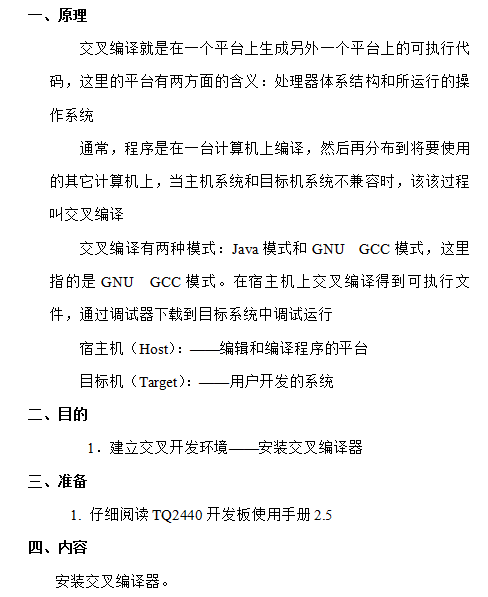 一、原理
交叉编译就是在一个平台上生成另外一个平台上的可执行代
码，这里的平台有两方面的含义：处理器体系结构和所运行的操
作系统
通常，程序是在一台计算机上编译，然后再分布到将要使用
的其它计算机上，当主机系统和目标机系统不兼容时，该该过程
叫交叉编译
交叉编译有两种模式：Java 模式和 GNU GCC 模式，这里
指的是 GNU GCC 模式。在宿主机上交叉编译得到可执行文
件，通过调试器下载到目标系统中调试运行
宿主机（Host）：——编辑和编译程序的平台
目标机（Target）：——用户开发的系统
二、目的
1．建立交叉开发环境——安装交叉编译器
三、准备
1. 仔细阅读 TQ2440 开发板使用手册 2.5
四、内容
安装交叉编译器。